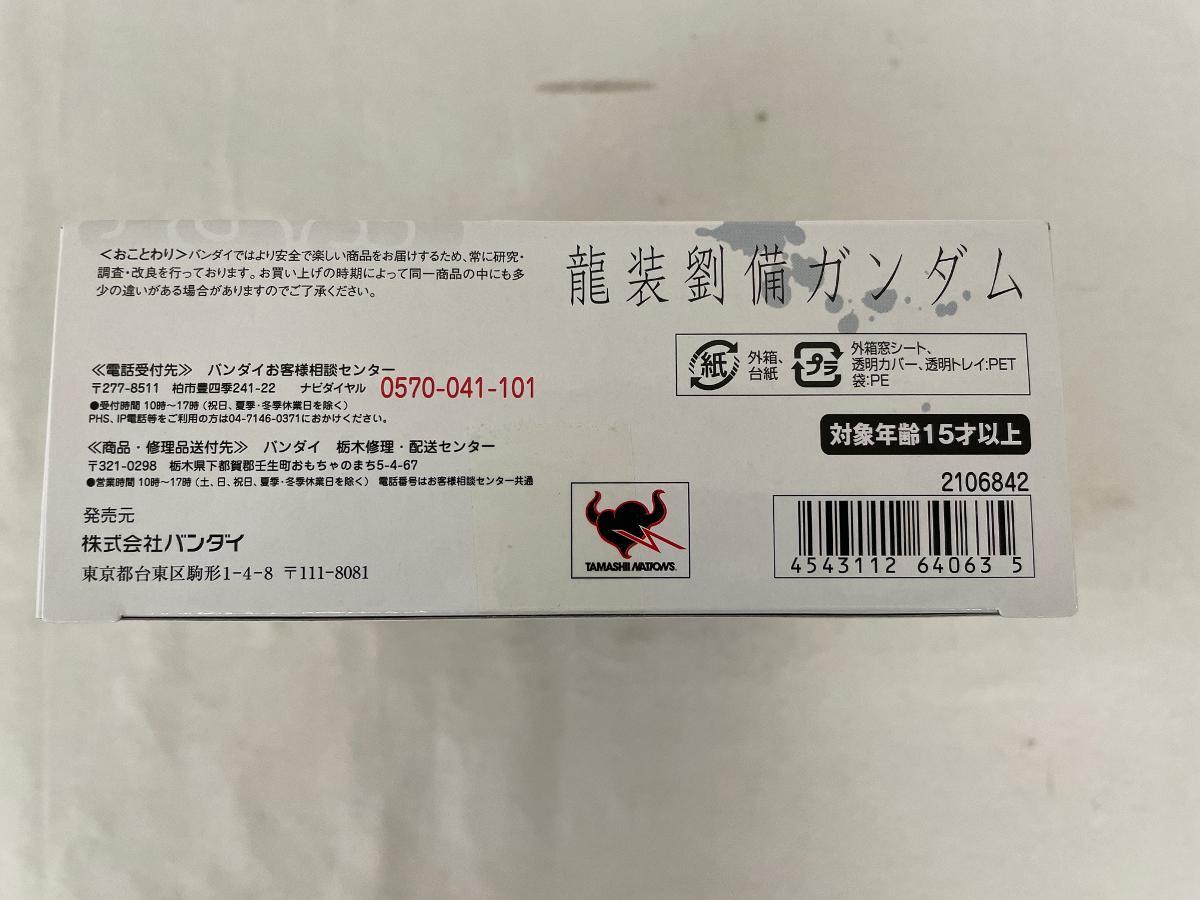 ＜おことわり＞バンダイではより安全で楽しい商品をお届けするため、常に研究・
調査・改良を行っております。お買い上げの時期によって同一商品の中にも多
少の違いがある場合がありますのでご了承ください。
龍装劉備ガンダム
紙
外箱、
台紙
プラ
外箱窓シート、
透明カバー、透明トレイ:PET
袋:PE
≪電話受付先≫ バンダイお客様相談センター
〒277-8511 柏市豊四季241-22 ナビダイヤル 0570-041-101
●受付時間 10時～17時（祝日、夏季・冬季休業日を除く）
PHS、IP電話等をご利用の方は04-7146-0371におかけください。
≪商品・修理品送付先≫ バンダイ 栃木修理・配送センター
〒321-0298 栃木県下都賀郡壬生町おもちゃのまち5-4-67
●営業時間 10時～17時（土、日、祝日、夏季・冬季休業日を除く） 電話番号はお客様相談センター共通
発売元
株式会社バンダイ
東京都台東区駒形1-4-8 〒111-8081
TAMASHII NATIONS
対象年齢15才以上
2106842
4543112 64063 5